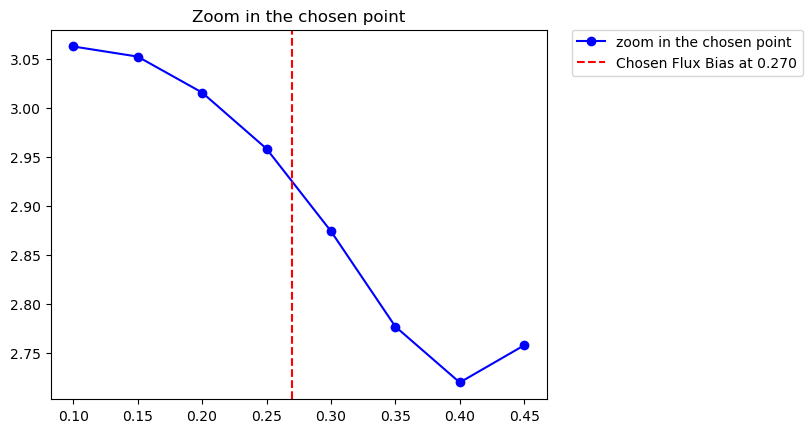 Zoom in the chosen point
zoom in the chosen point
Chosen Flux Bias at 0.270
3.05
3.00
2.95
2.90
2.85
2.80
2.75
0.10 0.15 0.20 0.25 0.30 0.35 0.40 0.45